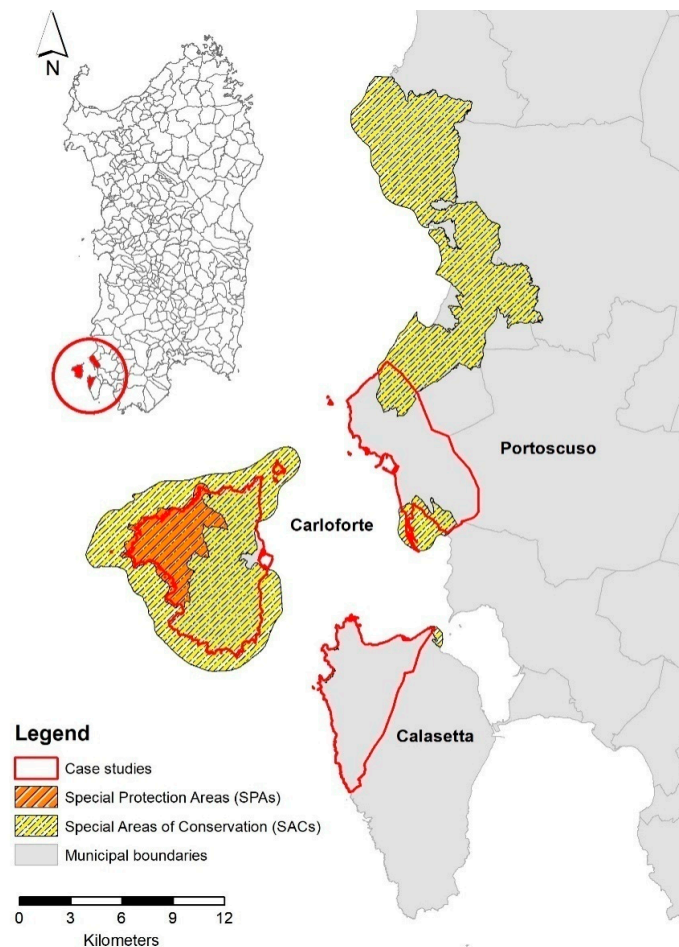 N
Portoscuso
Carloforte
Calasetta
Legend
Case studies
Special Protection Areas (SPAs)
Special Areas of Conservation (SACs)
Municipal boundaries
0 3 6 9 12
Kilometers